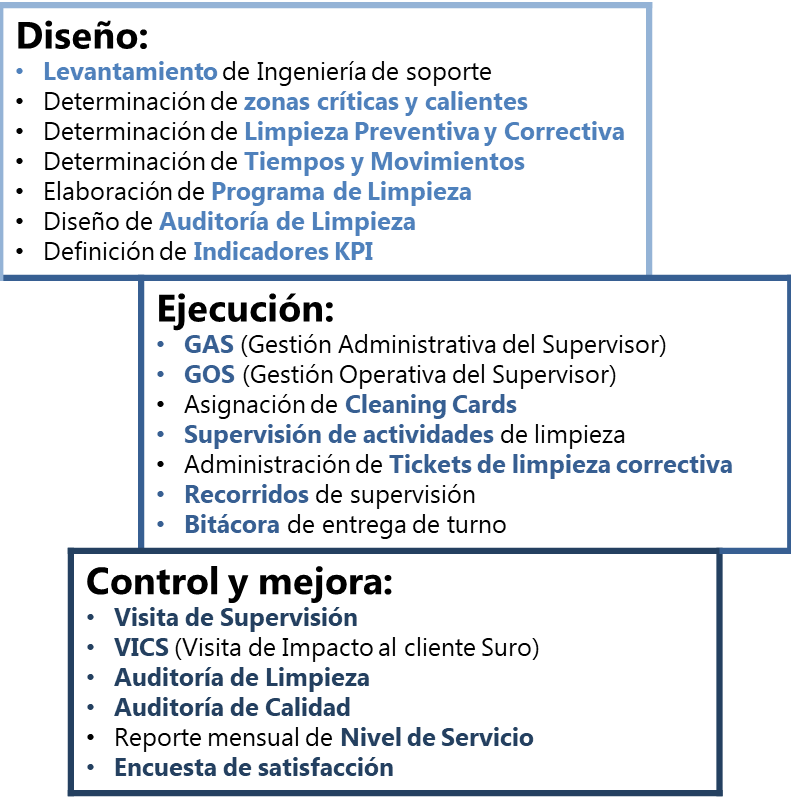 Diseño:
• Levantamiento de Ingeniería de soporte
• Determinación de zonas críticas y calientes
• Determinación de Limpieza Preventiva y Correctiva
• Determinación de Tiempos y Movimientos
• Elaboración de Programa de Limpieza
• Diseño de Auditoría de Limpieza
• Definición de Indicadores KPI
Ejecución:
• GAS (Gestión Administrativa del Supervisor)
• GOS (Gestión Operativa del Supervisor)
• Asignación de Cleaning Cards
• Supervisión de actividades de limpieza
• Administración de Tickets de limpieza correctiva
• Recorridos de supervisión
• Bitácora de entrega de turno
Control y mejora:
• Visita de Supervisión
• VICS (Visita de Impacto al cliente Suro)
• Auditoría de Limpieza
• Auditoría de Calidad
• Reporte mensual de Nivel de Servicio
• Encuesta de satisfacción